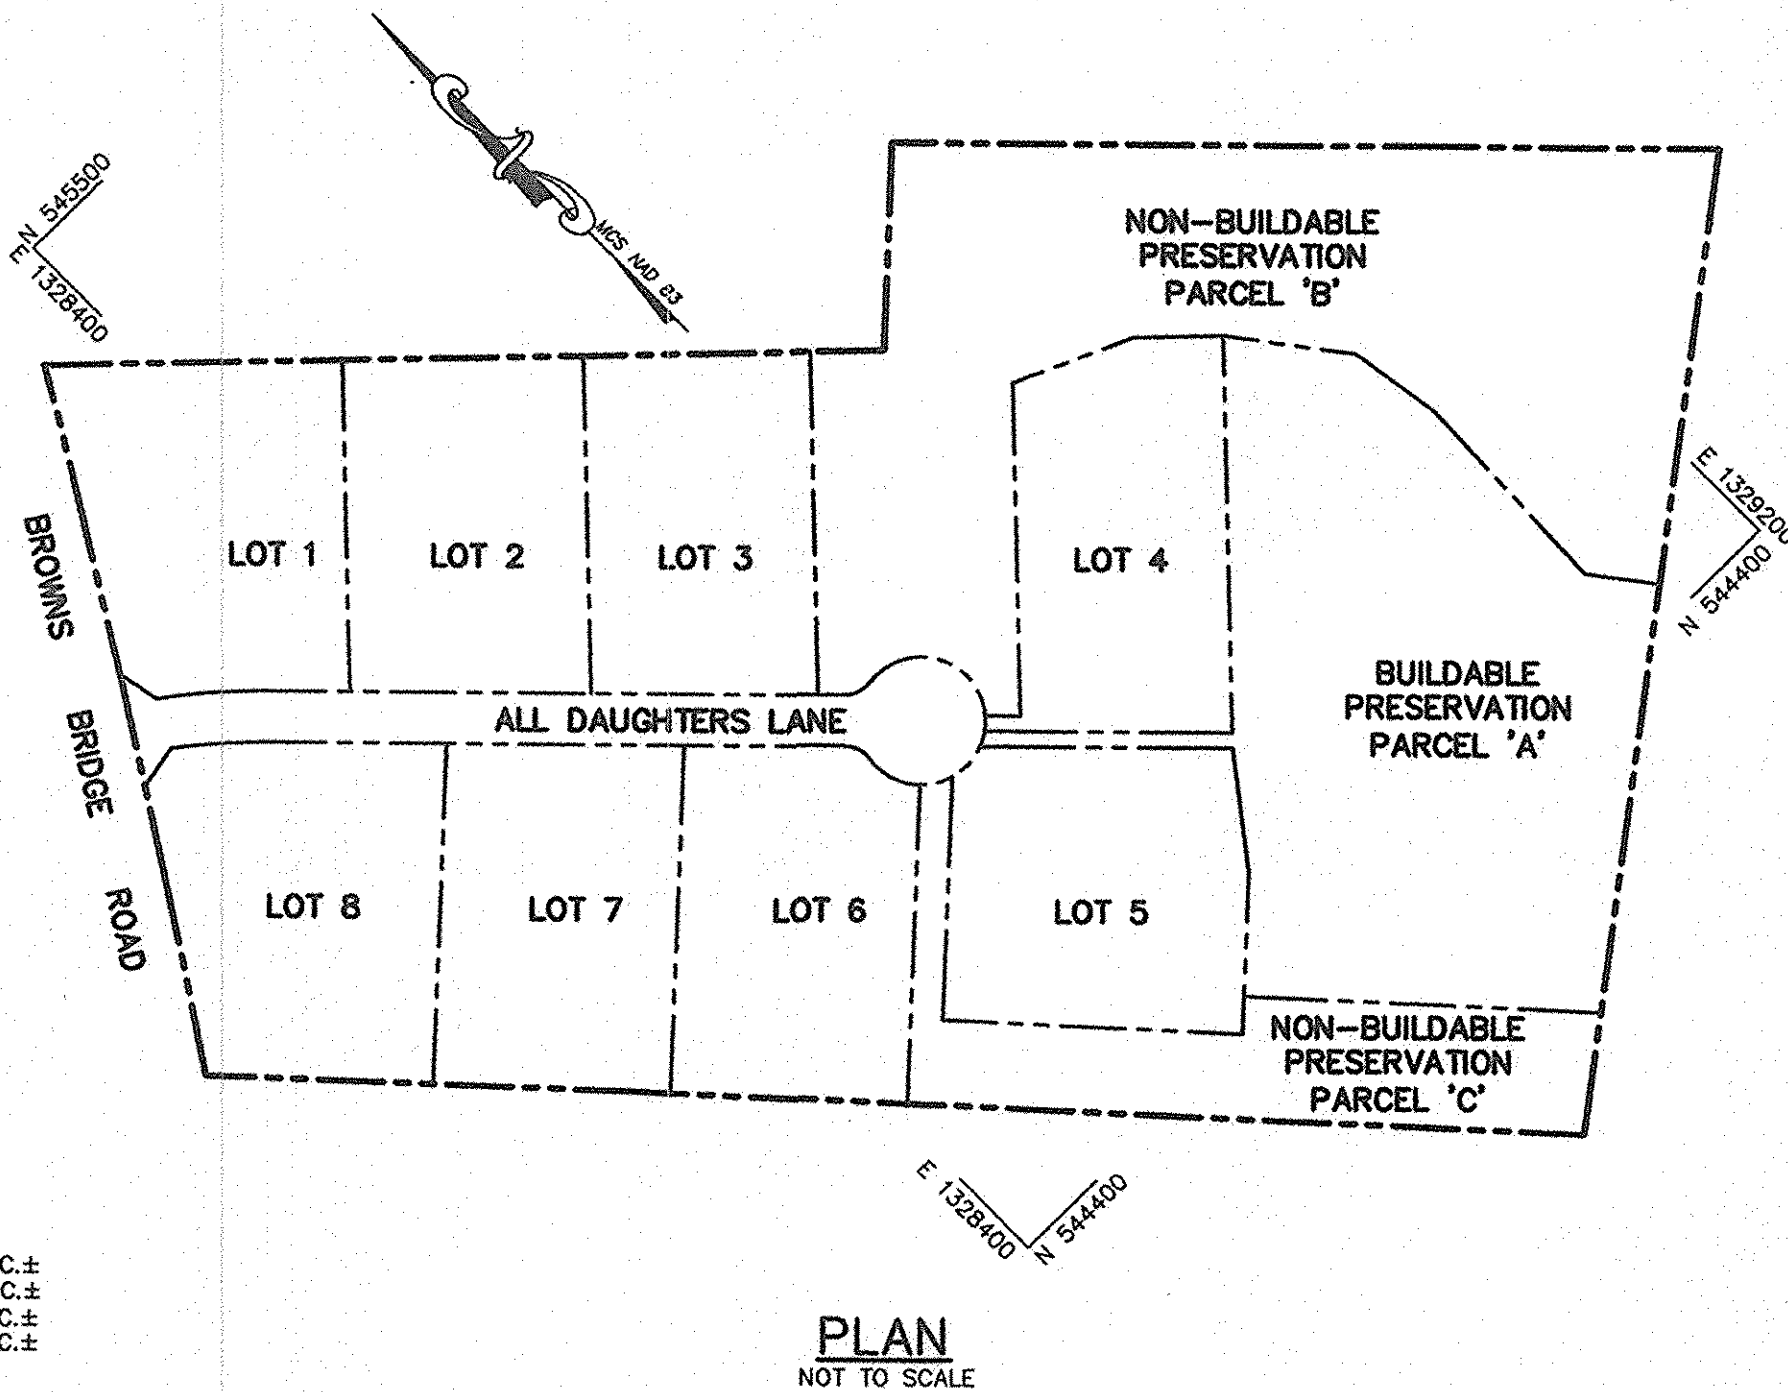 MCS NAD 83
N 545500
E 1328400
NON-BUILDABLE
PRESERVATION
PARCEL 'B'
E 1329200
N 544400
LOT 1
LOT 2
LOT 3
LOT 4
BROWNS BRIDGE ROAD
ALL DAUGHTERS LANE
BUILDABLE
PRESERVATION
PARCEL 'A'
LOT 8
LOT 7
LOT 6
LOT 5
NON-BUILDABLE
PRESERVATION
PARCEL 'C'
E 1328400
N 544400
C.±
C.±
C.±
C.±
PLAN
NOT TO SCALE